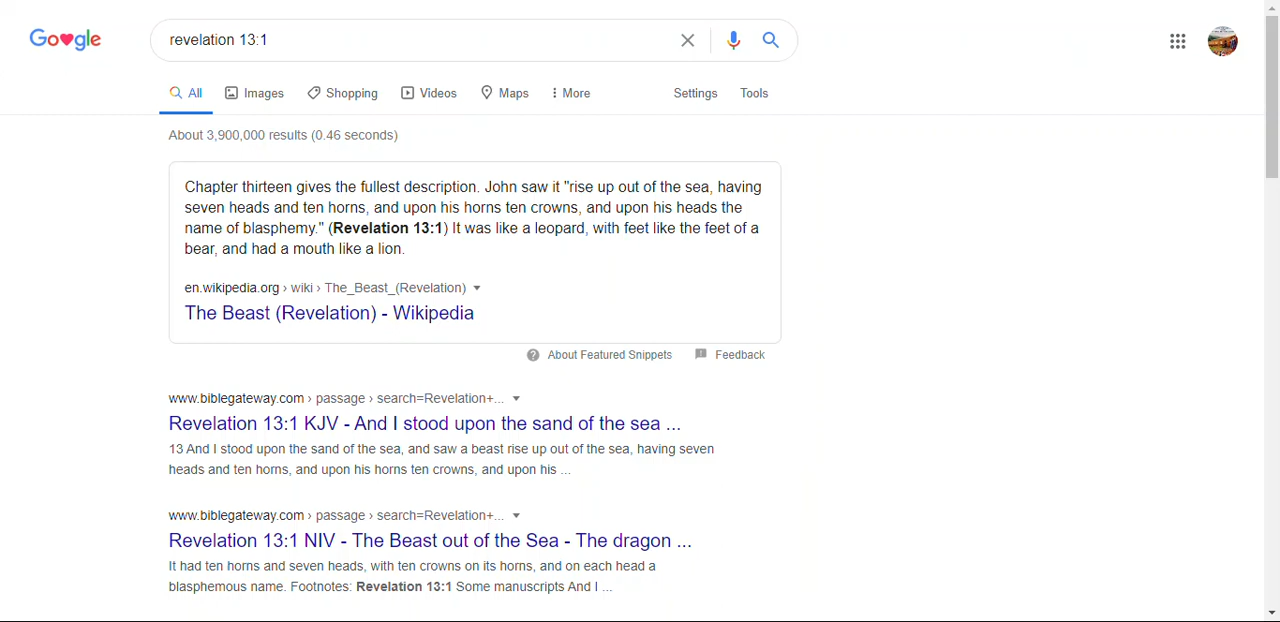 Go❤gle
revelation 13:1
All Images Shopping Videos Maps More Settings Tools
About 3,900,000 results (0.46 seconds)
Chapter thirteen gives the fullest description. John saw it "rise up out of the sea, having
seven heads and ten horns, and upon his horns ten crowns, and upon his heads the
name of blasphemy." (Revelation 13:1) It was like a leopard, with feet like the feet of a
bear, and had a mouth like a lion.
en.wikipedia.org › wiki › The_Beast_(Revelation)
The Beast (Revelation) - Wikipedia
About Featured Snippets Feedback
www.biblegateway.com › passage › search=Revelation+...
Revelation 13:1 KJV - And I stood upon the sand of the sea ...
13 And I stood upon the sand of the sea, and saw a beast rise up out of the sea, having seven
heads and ten horns, and upon his horns ten crowns, and upon his ...
www.biblegateway.com › passage › search=Revelation+...
Revelation 13:1 NIV - The Beast out of the Sea - The dragon ...
It had ten horns and seven heads, with ten crowns on its horns, and on each head a
blasphemous name. Footnotes: Revelation 13:1 Some manuscripts And I ...